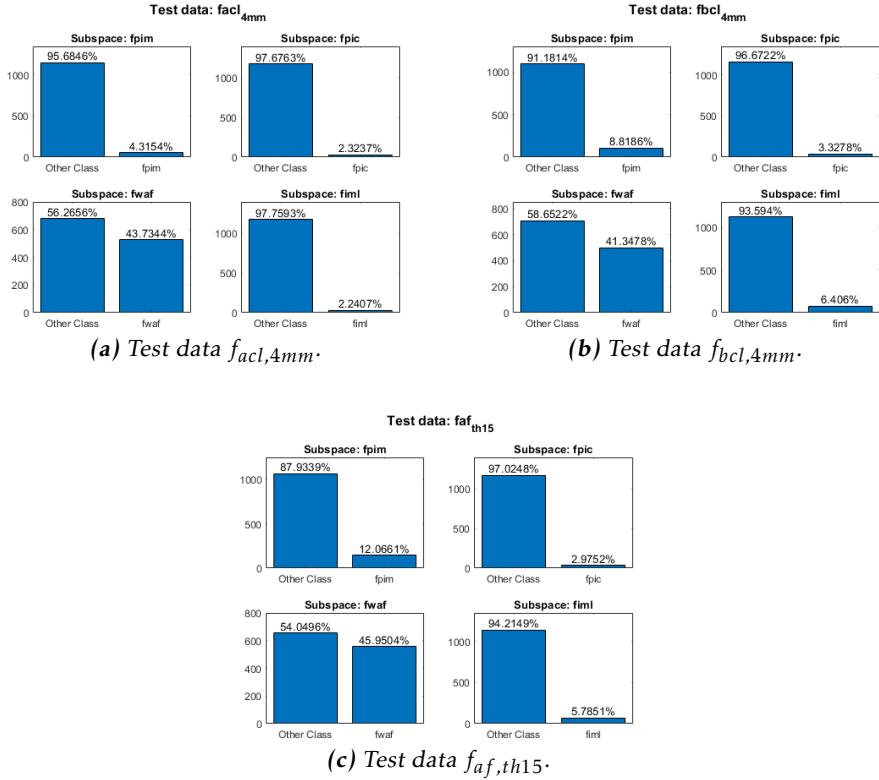 Test data: facl4mm
Subspace: fpim
95.6846%
1000
500
0
4.3154%
Other Class
fpim
Subspace: fpic
97.6763%
1000
500
0
2.3237%
Other Class
fpic
Subspace: fwaf
800
600
400
200
0
56.2656%
43.7344%
Other Class
fwaf
Subspace: fiml
97.7593%
1000
500
0
2.2407%
Other Class
fiml
(a) Test data facl,4mm.
Test data: fbcl4mm
Subspace: fpim
91.1814%
1000
500
0
8.8186%
Other Class
fpim
Subspace: fpic
96.6722%
1000
500
0
3.3278%
Other Class
fpic
Subspace: fwaf
800
600
400
200
0
58.6522%
41.3478%
Other Class
fwaf
Subspace: fiml
93.594%
1000
500
0
6.406%
Other Class
fiml
(b) Test data fbcl,4mm.
Test data: fafth15
Subspace: fpim
87.9339%
1000
500
0
12.0661%
Other Class
fpim
Subspace: fpic
97.0248%
1000
500
0
2.9752%
Other Class
fpic
Subspace: fwaf
800
600
400
200
0
54.0496%
45.9504%
Other Class
fwaf
Subspace: fiml
94.2149%
1000
500
0
5.7851%
Other Class
fiml
(c) Test data faf,th15.